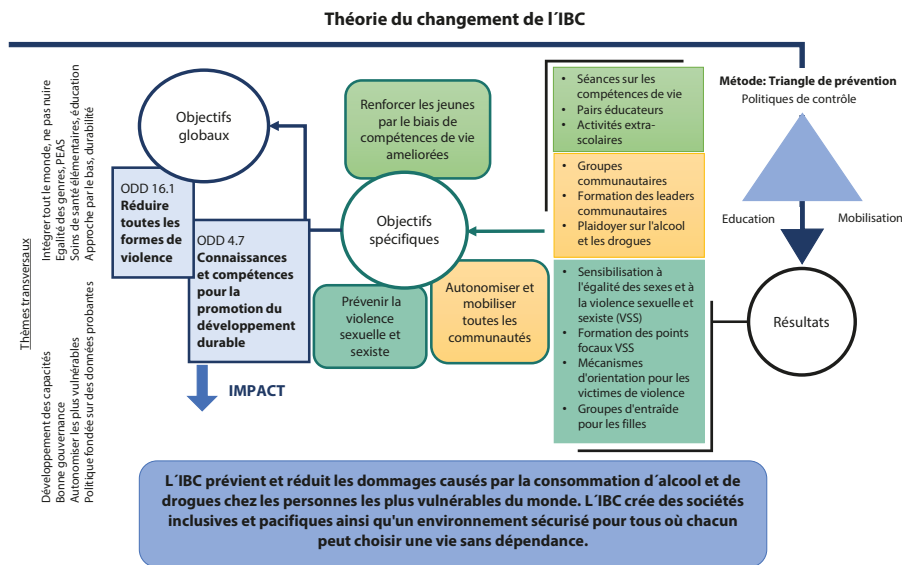 Théorie du changement de l´IBC
Thèmes transversaux
Intégrer tout le monde, ne pas nuire
Egalité des genres, PEAS
Soins de santé élémentaires, éducation
Approche par le bas, durabilité
Développement des capacités
Bonne gouvernance
Autonomiser les plus vulnérables
Politique fondée sur des données probantes
Objectifs
globaux
ODD 16.1
Réduire
toutes les
formes de
violence
ODD 4.7
Connaissances
et compétences
pour la
promotion du
développement
durable
IMPACT
Renforcer les jeunes
par le biais de
compétences de vie
ameliorées
Objectifs
spécifiques
Prévenir la
violence
sexuelle et
sexiste
Autonomiser et
mobiliser
toutes les
communautés
• Séances sur les
compétences de vie
• Pairs éducateurs
• Activités extra-
scolaires
• Groupes
communautaires
• Formation des leaders
communautaires
• Plaidoyer sur l'alcool
et les drogues
• Sensibilisation à
l'égalité des sexes et à
la violence sexuelle et
sexiste (VSS)
• Formation des points
focaux VSS
• Mécanismes
d'orientation pour les
victimes de violence
• Groupes d'entraîde
pour les filles
Métode: Triangle de prévention
Politiques de contrôle
Education
Mobilisation
Résultats
L´IBC prévient et réduit les dommages causés par la consommation d´alcool et de
drogues chez les personnes les plus vulnérables du monde. L´IBC crée des sociétés
inclusives et pacifiques ainsi qu'un environnement sécurisé pour tous où chacun
peut choisir une vie sans dépendance.